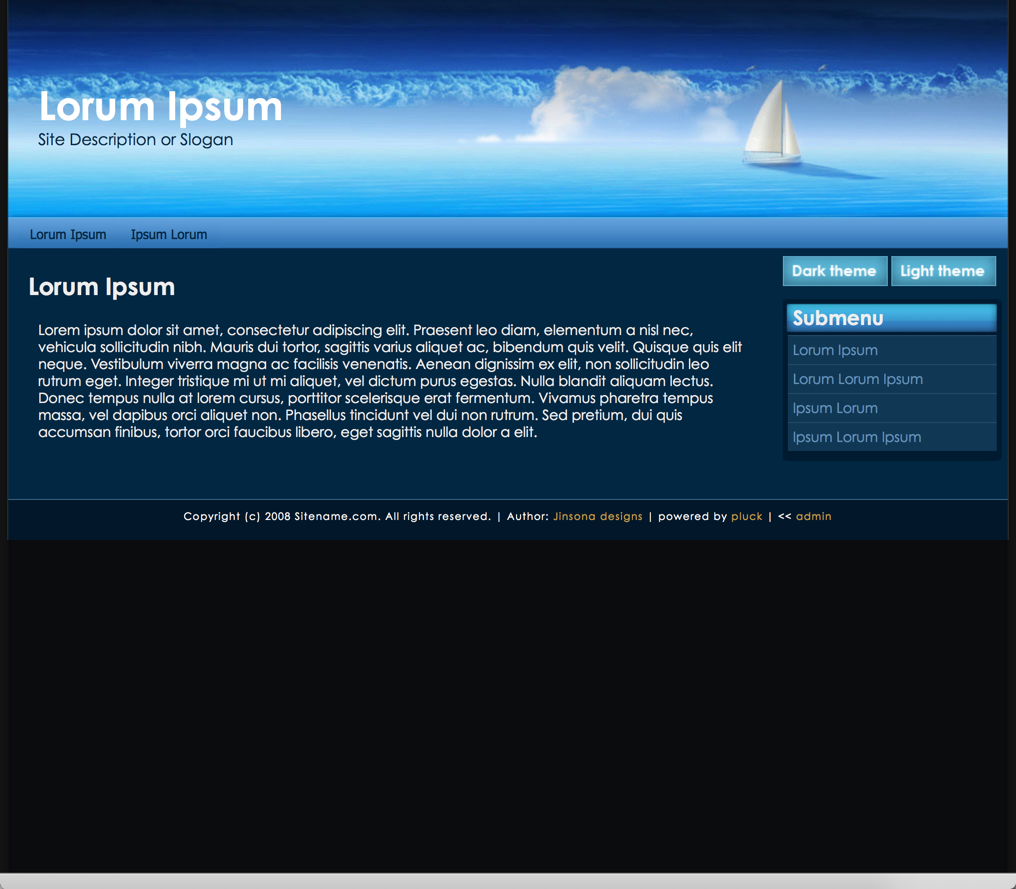 Lorum Ipsum
Site Description or Slogan
Lorum Ipsum Ipsum Lorum
Dark theme Light theme
Lorum Ipsum
Lorem ipsum dolor sit amet, consectetur adipiscing elit. Praesent leo diam, elementum a nisl nec,
vehicula sollicitudin nibh. Mauris dui tortor, sagittis varius aliquet ac, bibendum quis velit. Quisque quis elit
neque. Vestibulum viverra magna ac facilisis venenatis. Aenean dignissim ex elit, non sollicitudin leo
rutrum eget. Integer tristique mi ut mi aliquet, vel dictum purus egestas. Nulla blandit aliquam lectus.
Donec tempus nulla at lorem cursus, porttitor scelerisque erat fermentum. Vivamus pharetra tempus
massa, vel dapibus orci aliquet non. Phasellus tincidunt vel dui non rutrum. Sed pretium, dui quis
accumsan finibus, tortor orci faucibus libero, eget sagittis nulla dolor a elit.
Submenu
Lorum Ipsum
Lorum Lorum Ipsum
Ipsum Lorum
Ipsum Lorum Ipsum
Copyright (c) 2008 Sitename.com. All rights reserved. | Author: Jinsona designs | powered by pluck | << admin